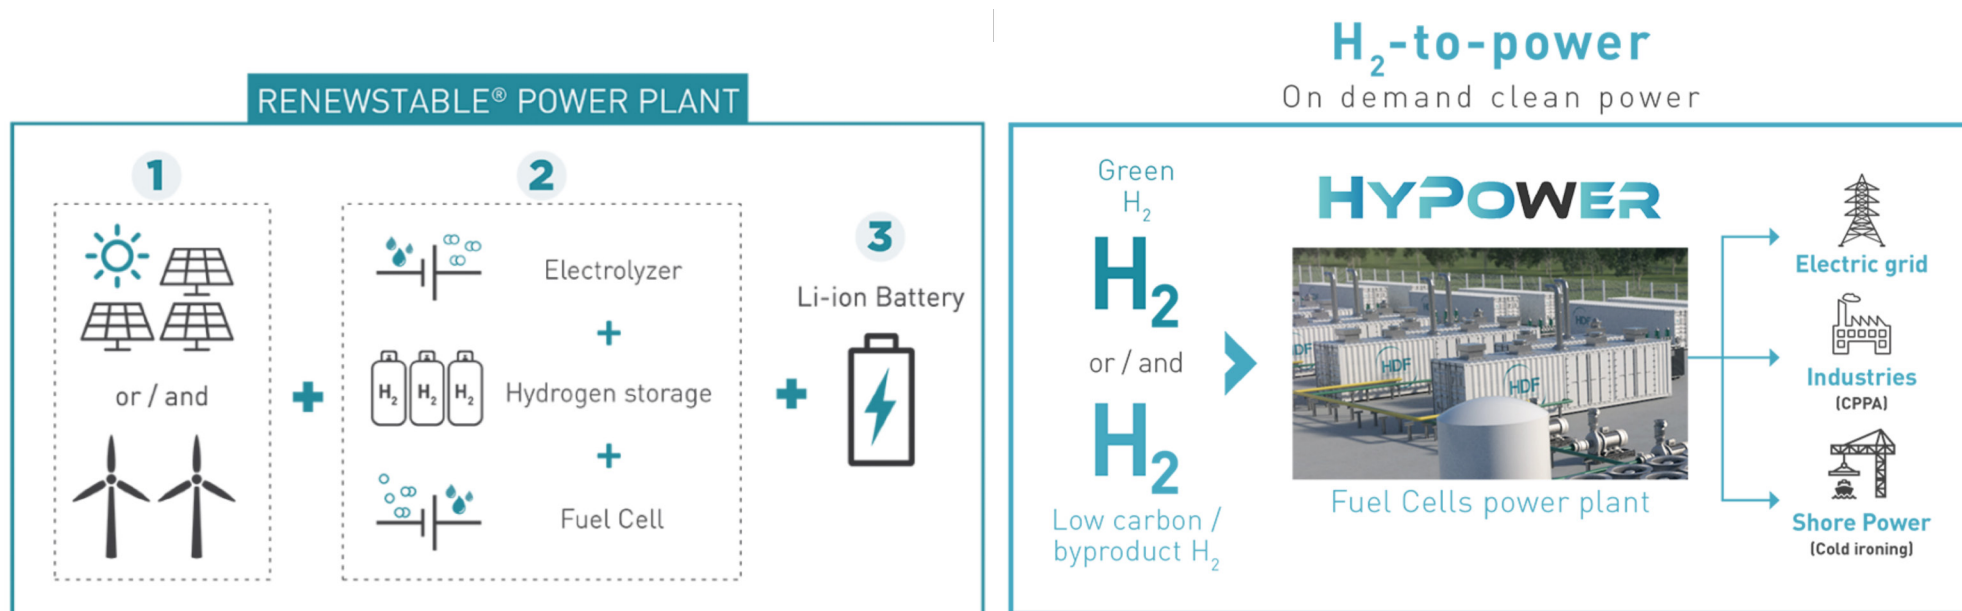 RENEWSTABLE® POWER PLANT
1
or / and
2
Electrolyzer
+
H2 H2 H2
Hydrogen storage
+
Fuel Cell
+
+
3
Li-ion Battery
H2-to-power
On demand clean power
Green
H2
H2
or / and
H2
Low carbon /
byproduct H2
HYPOWER
HDF
HDF
HDF
HDF
Fuel Cells power plant
Electric grid
Industries
(CPPA)
Shore Power
(Cold ironing)